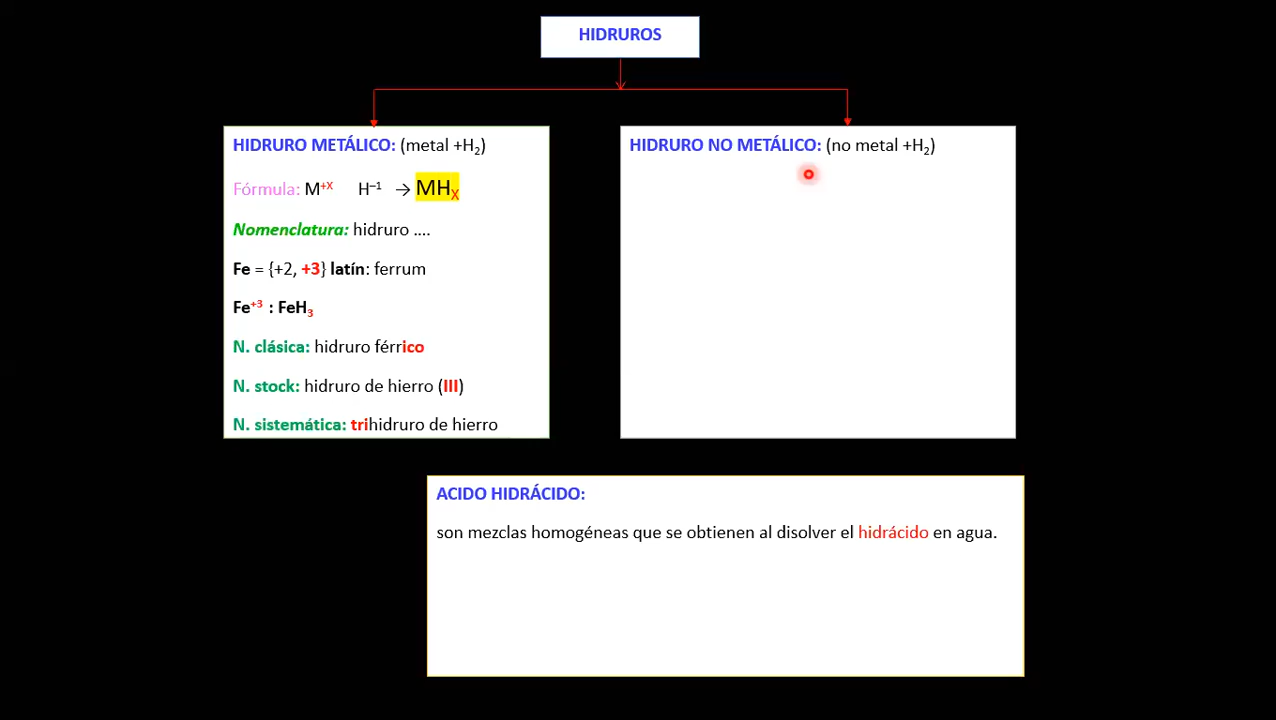 HIDRUROS
HIDRURO METÁLICO: (metal +H₂)
Fórmula: M⁺ˣ H⁻¹ → MHₓ
Nomenclatura: hidruro ....
Fe = {+2, +3} latín: ferrum
Fe⁺³ : FeH₃
N. clásica: hidruro férrico
N. stock: hidruro de hierro (III)
N. sistemática: trihidruro de hierro
HIDRURO NO METÁLICO: (no metal +H₂)
ACIDO HIDRÁCIDO:
son mezclas homogéneas que se obtienen al disolver el hidrácido en agua.